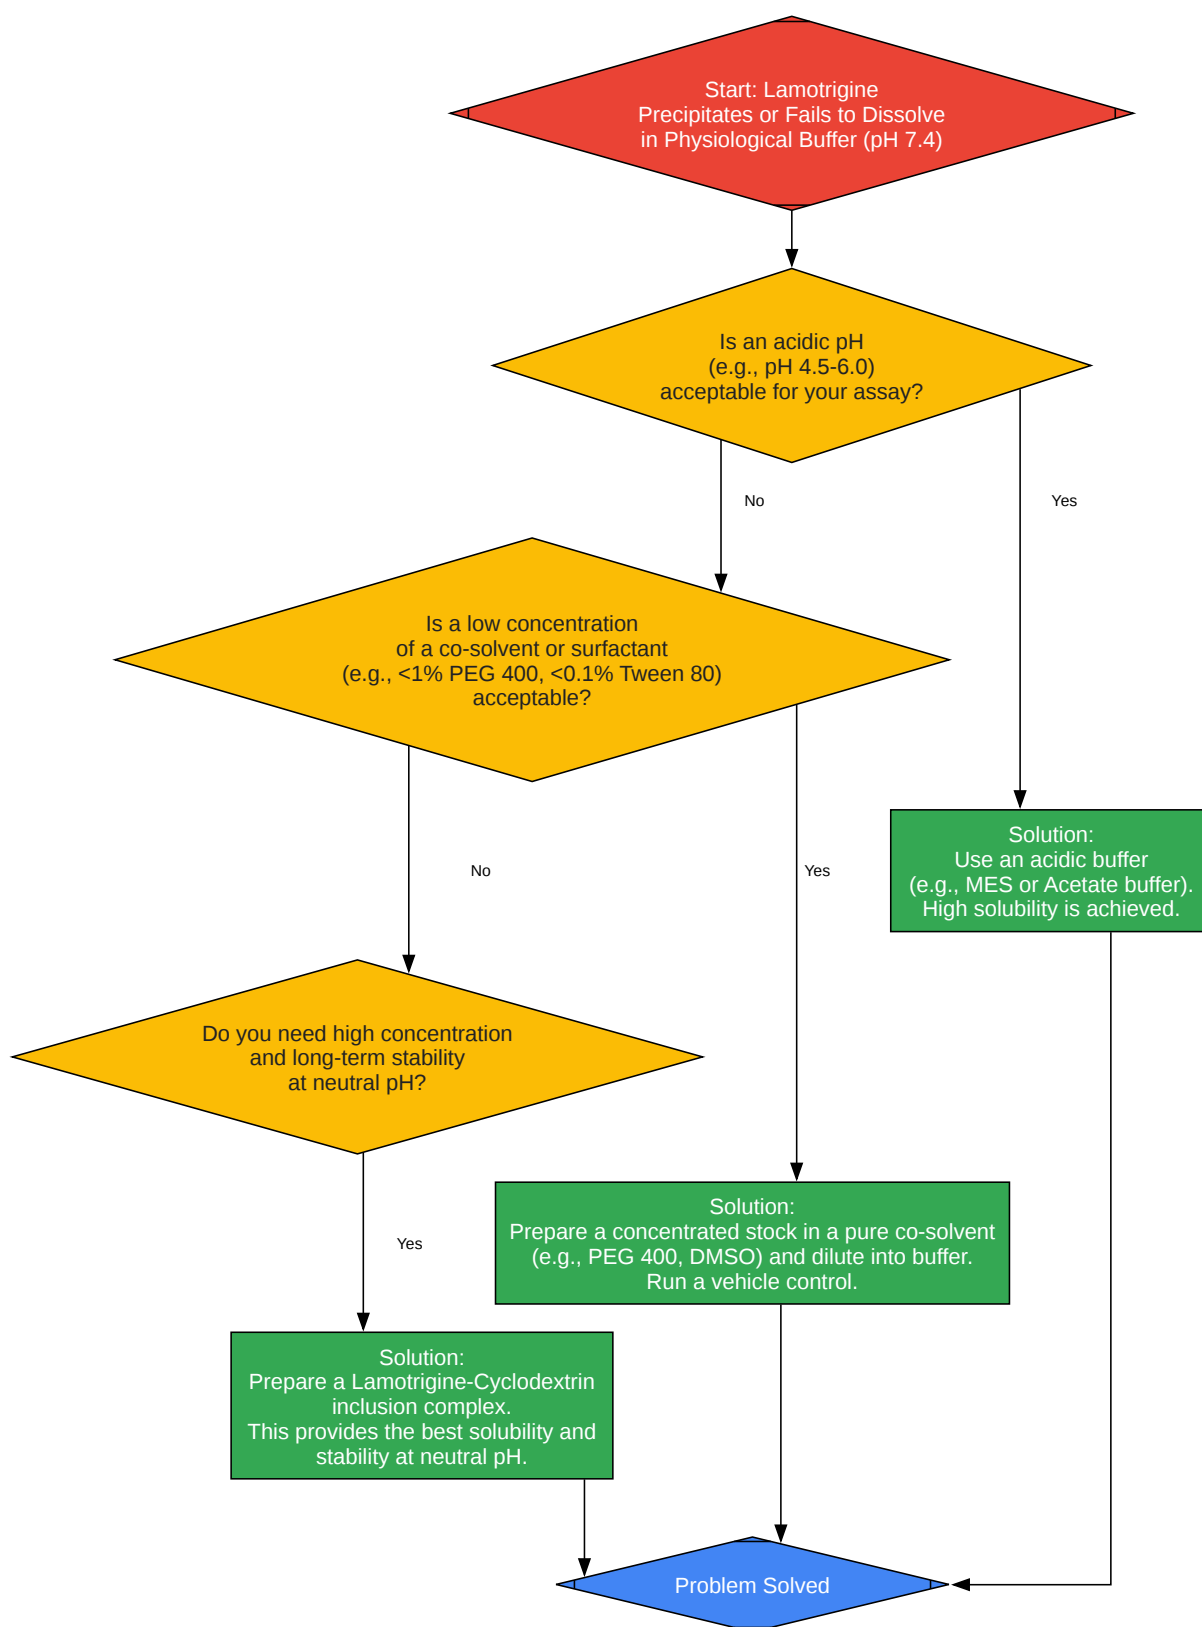 Start: Lamotrigine
Precipitates or Fails to Dissolve
in Physiological Buffer (pH 7.4)
Is an acidic pH
(e.g., pH 4.5-6.0)
acceptable for your assay?
No
Yes
Is a low concentration
of a co-solvent or surfactant
(e.g., <1% PEG 400, <0.1% Tween 80)
acceptable?
Solution:
Use an acidic buffer
(e.g., MES or Acetate buffer).
High solubility is achieved.
No
Yes
Do you need high concentration
and long-term stability
at neutral pH?
Yes
Solution:
Prepare a concentrated stock in a pure co-solvent
(e.g., PEG 400, DMSO) and dilute into buffer.
Run a vehicle control.
Solution:
Prepare a Lamotrigine-Cyclodextrin
inclusion complex.
This provides the best solubility and
stability at neutral pH.
Problem Solved